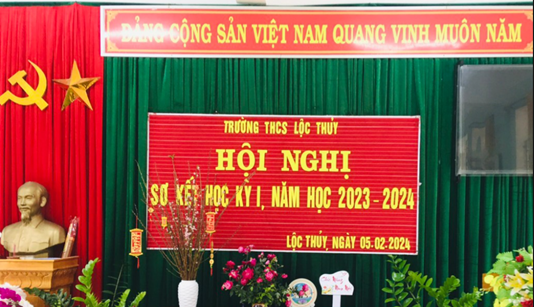 ĐẢNG CỘNG SẢN VIỆT NAM QUANG VINH MUÔN NĂM
TRƯỜNG THCS LỘC THỦY
HỘI NGHỊ
SƠ KẾT HỌC KỲ I, NĂM HỌC 2023 - 2024
LỘC THỦY, NGÀY 05.02.2024